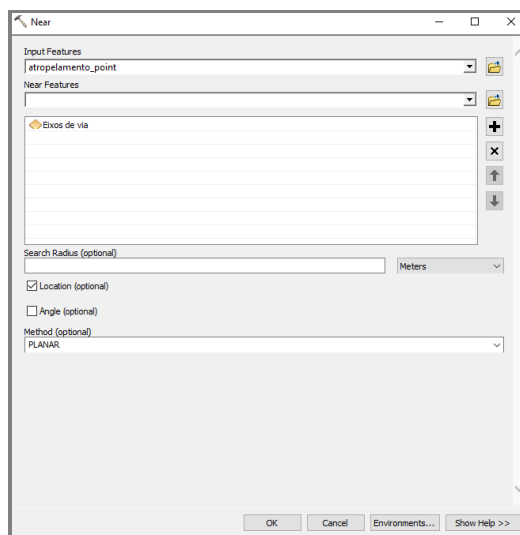 Near
Input Features
atropelamento_point
Near Features
Eixos de via
Search Radius (optional)
Meters
Location (optional)
Angle (optional)
Method (optional)
PLANAR
OK
Cancel
Environments...
Show Help >>